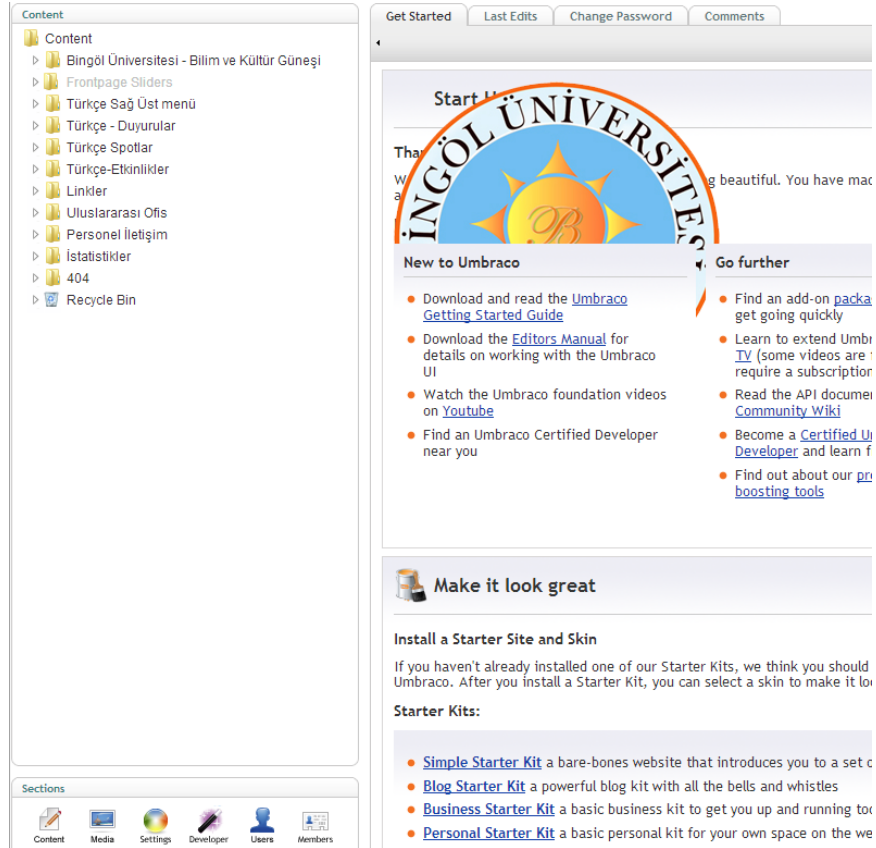 Content
Content
Bingöl Üniversitesi - Bilim ve Kültür Güneşi
Frontpage Sliders
Türkçe Sağ Üst menü
Türkçe - Duyurular
Türkçe Spotlar
Türkçe-Etkinlikler
Linkler
Uluslararası Ofis
Personel İletişim
İstatistikler
404
Recycle Bin
Sections
Content Media Settings Developer Users Members
Get Started Last Edits Change Password Comments
Start
INGÖL ÜNİVERSİTES
B
g beautiful. You have mad
New to Umbraco
Download and read the Umbraco
Getting Started Guide
Download the Editors Manual for
details on working with the Umbraco
UI
Watch the Umbraco foundation videos
on Youtube
Find an Umbraco Certified Developer
near you
Go further
Find an add-on packa
get going quickly
Learn to extend Umbr
TV (some videos are
require a subscription
Read the API docume
Community Wiki
Become a Certified U
Developer and learn f
Find out about our pr
boosting tools
Make it look great
Install a Starter Site and Skin
If you haven't already installed one of our Starter Kits, we think you should
Umbraco. After you install a Starter Kit, you can select a skin to make it lo
Starter Kits:
Simple Starter Kit a bare-bones website that introduces you to a set o
Blog Starter Kit a powerful blog kit with all the bells and whistles
Business Starter Kit a basic business kit to get you up and running too
Personal Starter Kit a basic personal kit for your own space on the we